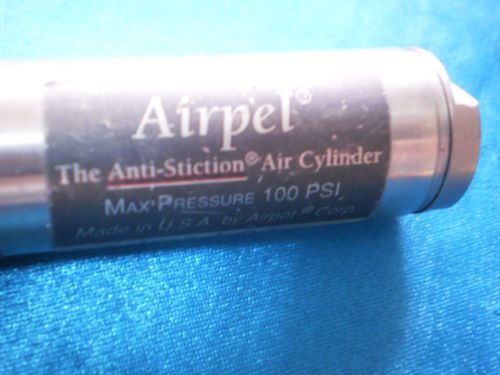 Airpel®
The Anti-Stiction® Air Cylinder
MAX. PRESSURE 100 PSI
Made in U.S.A. by Airpot® Corp.